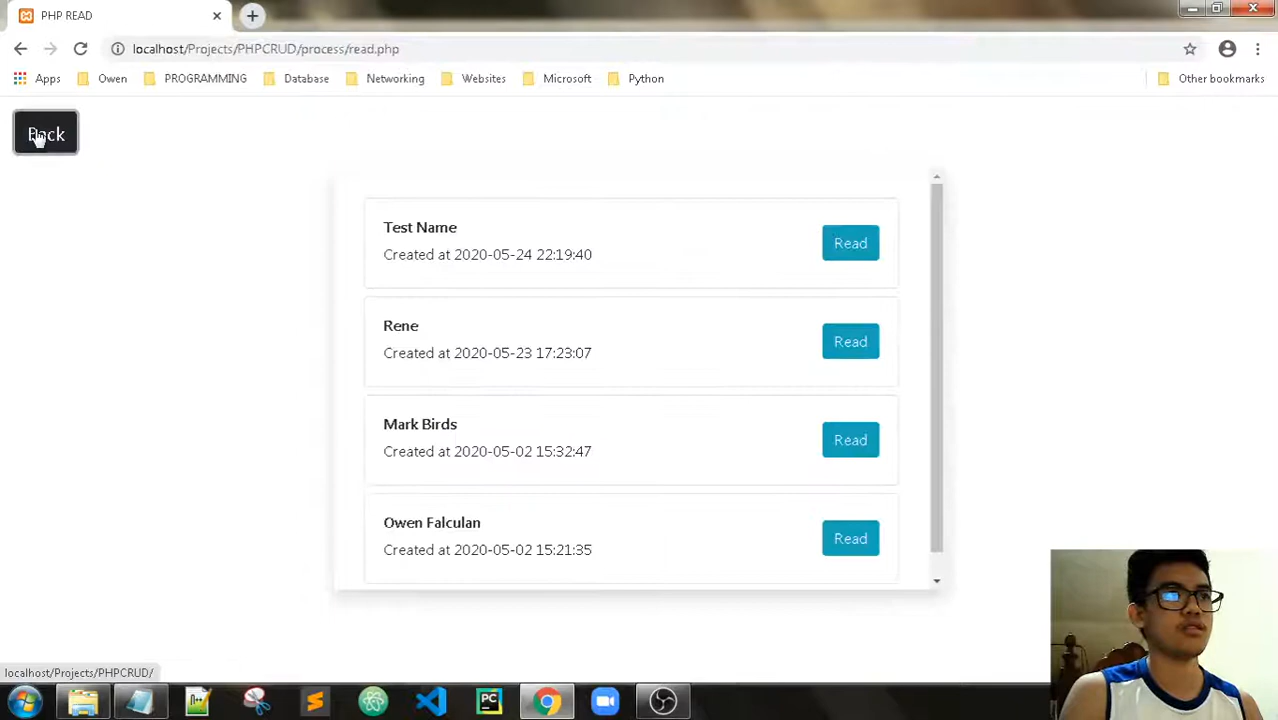 PHP READ
localhost/Projects/PHPCRUD/process/read.php
Apps Owen PROGRAMMING Database Networking Websites Microsoft Python Other bookmarks
Back
Test Name
Created at 2020-05-24 22:19:40
Read
Rene
Created at 2020-05-23 17:23:07
Read
Mark Birds
Created at 2020-05-02 15:32:47
Read
Owen Falculan
Created at 2020-05-02 15:21:35
Read
localhost/Projects/PHPCRUD/
PC